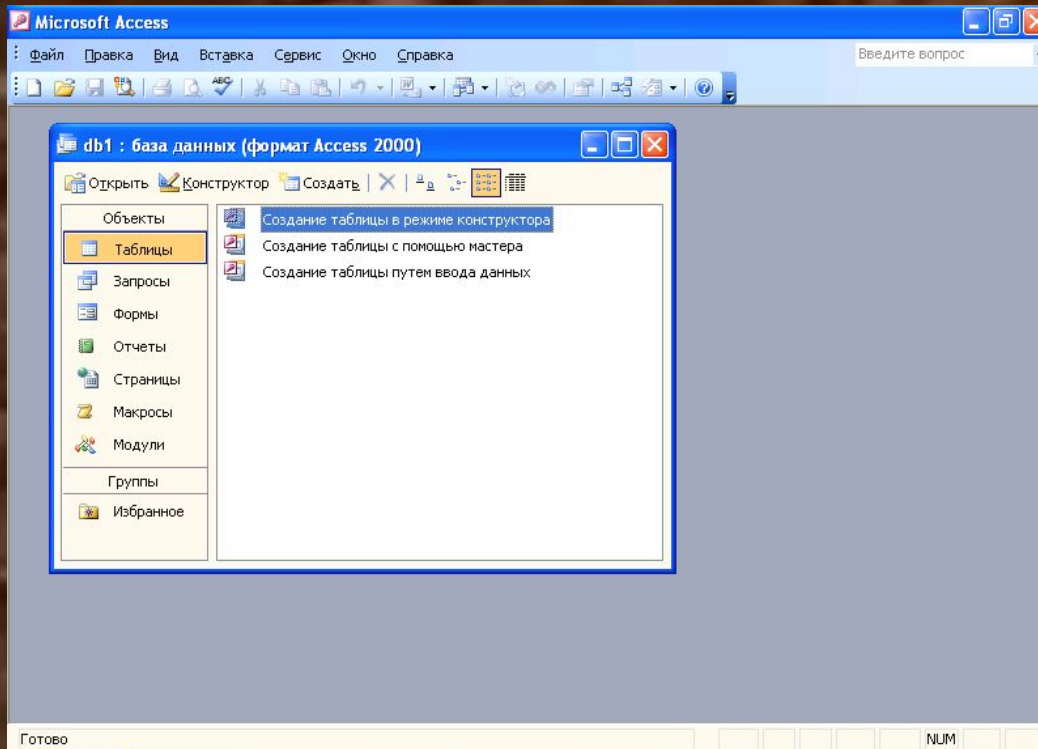 Microsoft Access
Файл Правка Вид Вставка Сервис Окно Справка Введите вопрос
ABC
db1 : база данных (формат Access 2000)
Открыть Конструктор Создать
Объекты
Таблицы
Запросы
Формы
Отчеты
Страницы
Макросы
Модули
Группы
Избранное
Создание таблицы в режиме конструктора
Создание таблицы с помощью мастера
Создание таблицы путем ввода данных
Готово NUM